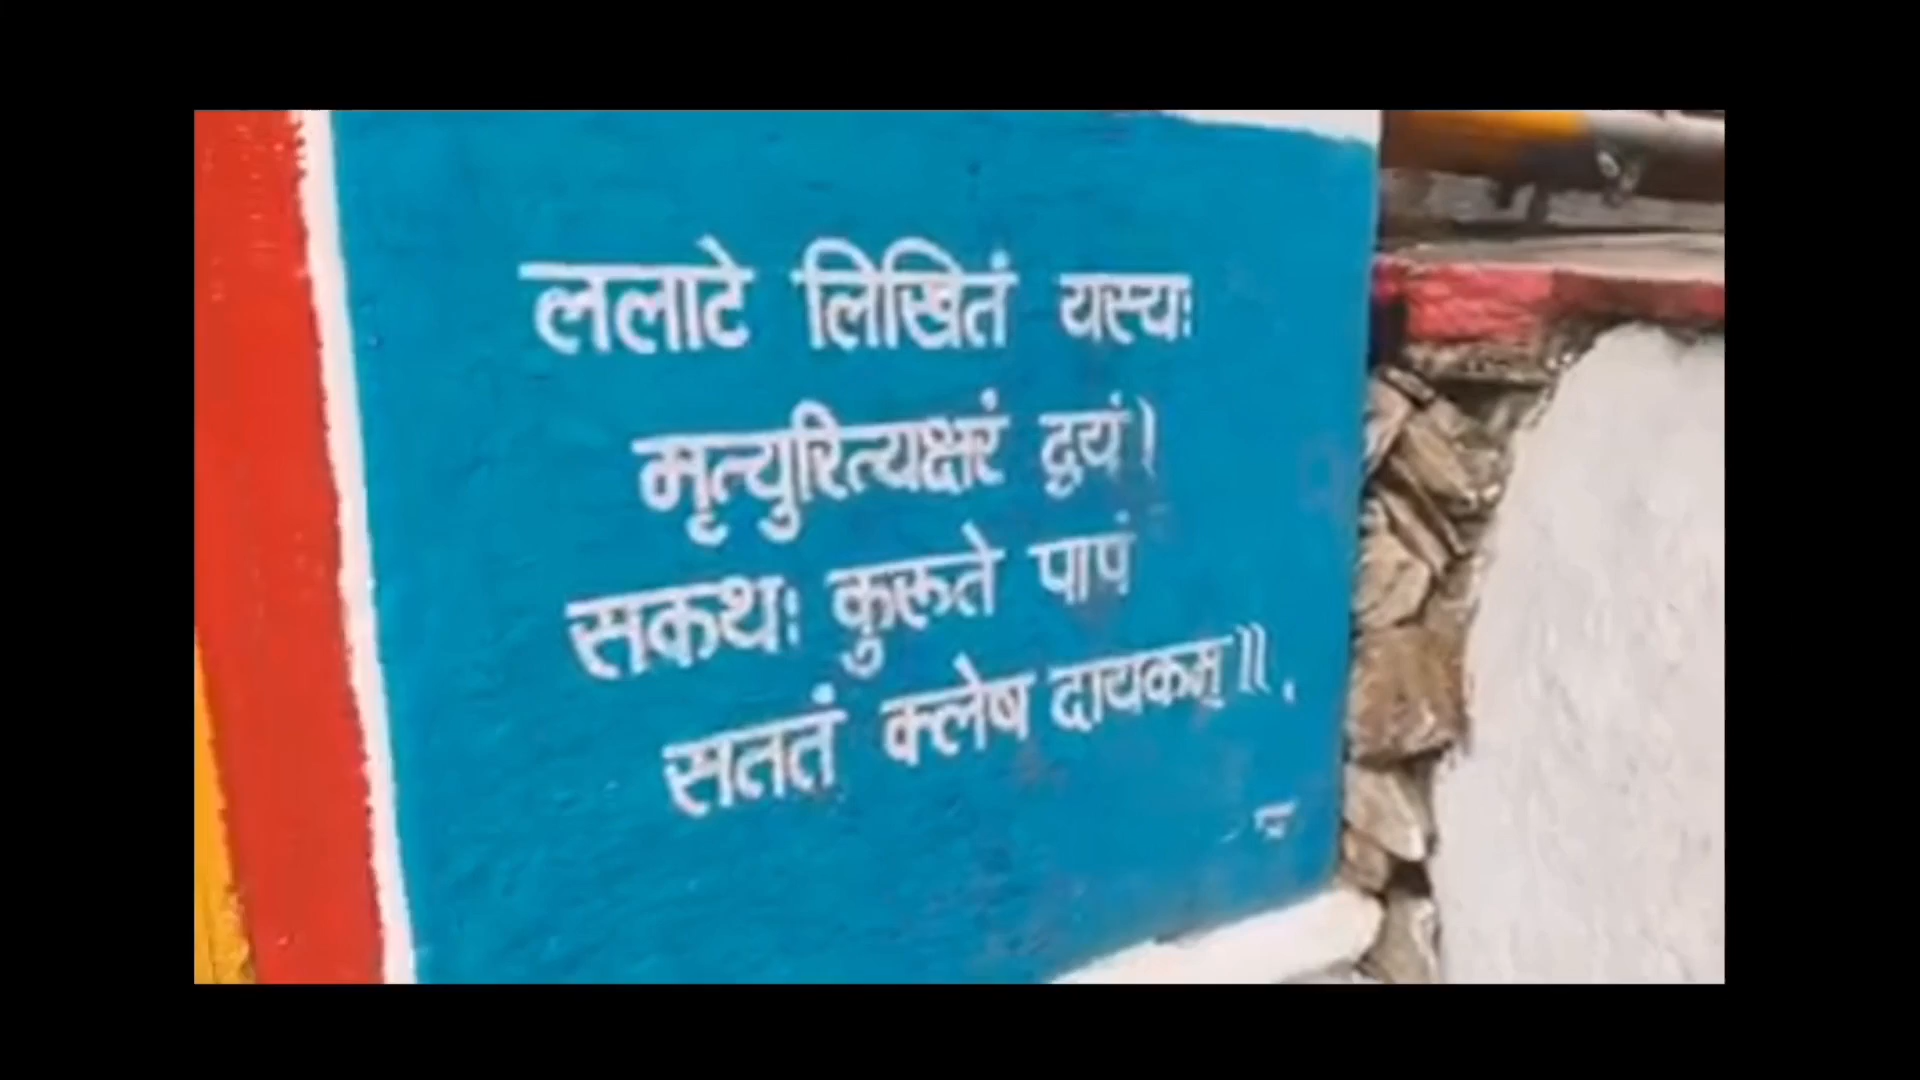 ललाटे लिखितं यस्यः
मृत्युरित्यक्षरं द्वयं।
सकथः कुरूते पापं
सततं क्लेष दायकम्॥